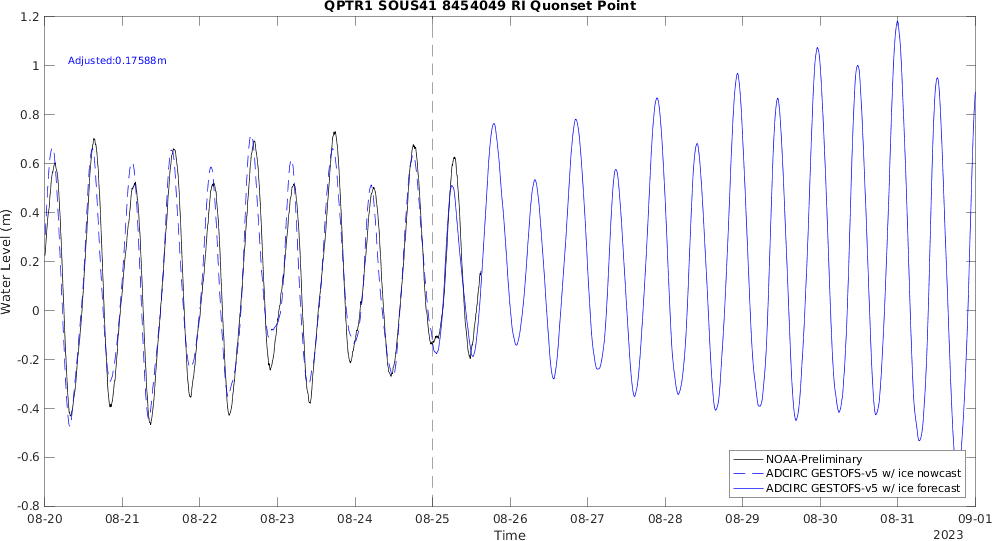 QPTR1 SOUS41 8454049 RI Quonset Point
Adjusted:0.17588m
Water Level (m)
1.2
1
0.8
0.6
0.4
0.2
0
-0.2
-0.4
-0.6
-0.8
NOAA-Preliminary
ADCIRC GESTOFS-v5 w/ ice nowcast
ADCIRC GESTOFS-v5 w/ ice forecast
08-20 08-21 08-22 08-23 08-24 08-25 08-26 08-27 08-28 08-29 08-30 08-31 09-01
Time
2023